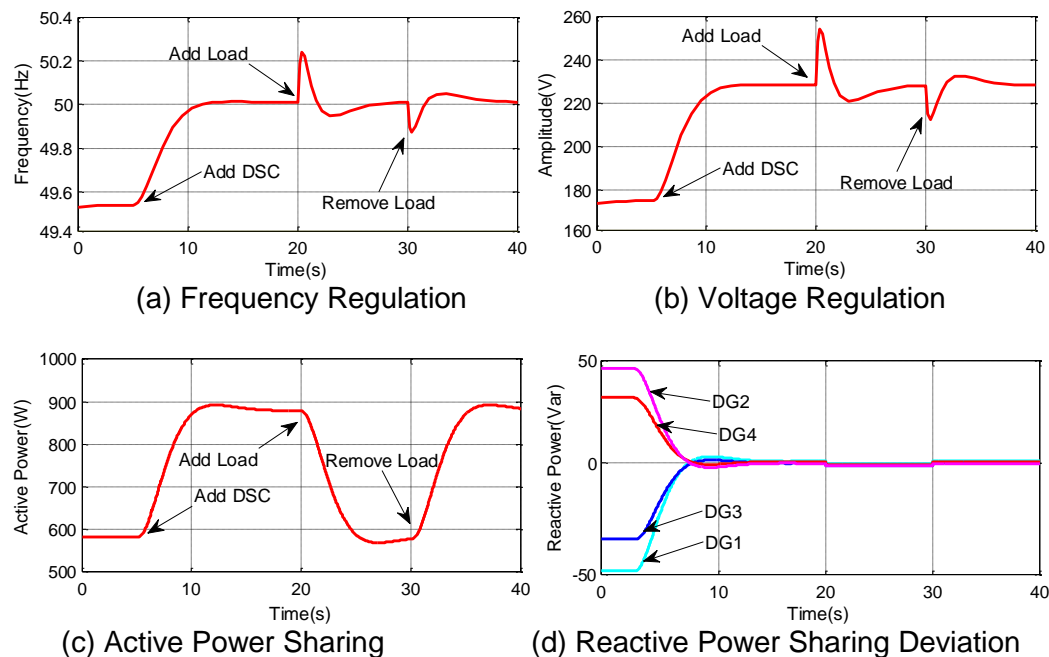 50.4
50.2
50
49.8
49.6
49.4
Frequency(Hz)
Add Load
Add DSC
Remove Load
0 10 20 30 40
Time(s)
(a) Frequency Regulation
260
240
220
200
180
160
Amplitude(V)
Add Load
Add DSC
Remove Load
0 10 20 30 40
Time(s)
(b) Voltage Regulation
1000
900
800
700
600
500
Active Power(W)
Add Load
Remove Load
Add DSC
0 10 20 30 40
Time(s)
(c) Active Power Sharing
50
0
-50
Reactive Power(Var)
DG2
DG4
DG3
DG1
0 10 20 30 40
Time(s)
(d) Reactive Power Sharing Deviation